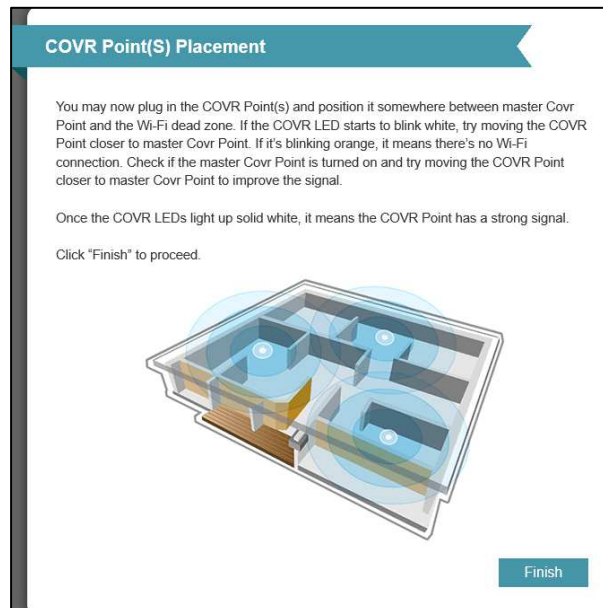 COVR Point(S) Placement
You may now plug in the COVR Point(s) and position it somewhere between master Covr
Point and the Wi-Fi dead zone. If the COVR LED starts to blink white, try moving the COVR
Point closer to master Covr Point. If it's blinking orange, it means there's no Wi-Fi
connection. Check if the master Covr Point is turned on and try moving the COVR Point
closer to master Covr Point to improve the signal.
Once the COVR LEDs light up solid white, it means the COVR Point has a strong signal.
Click “Finish” to proceed.
Finish